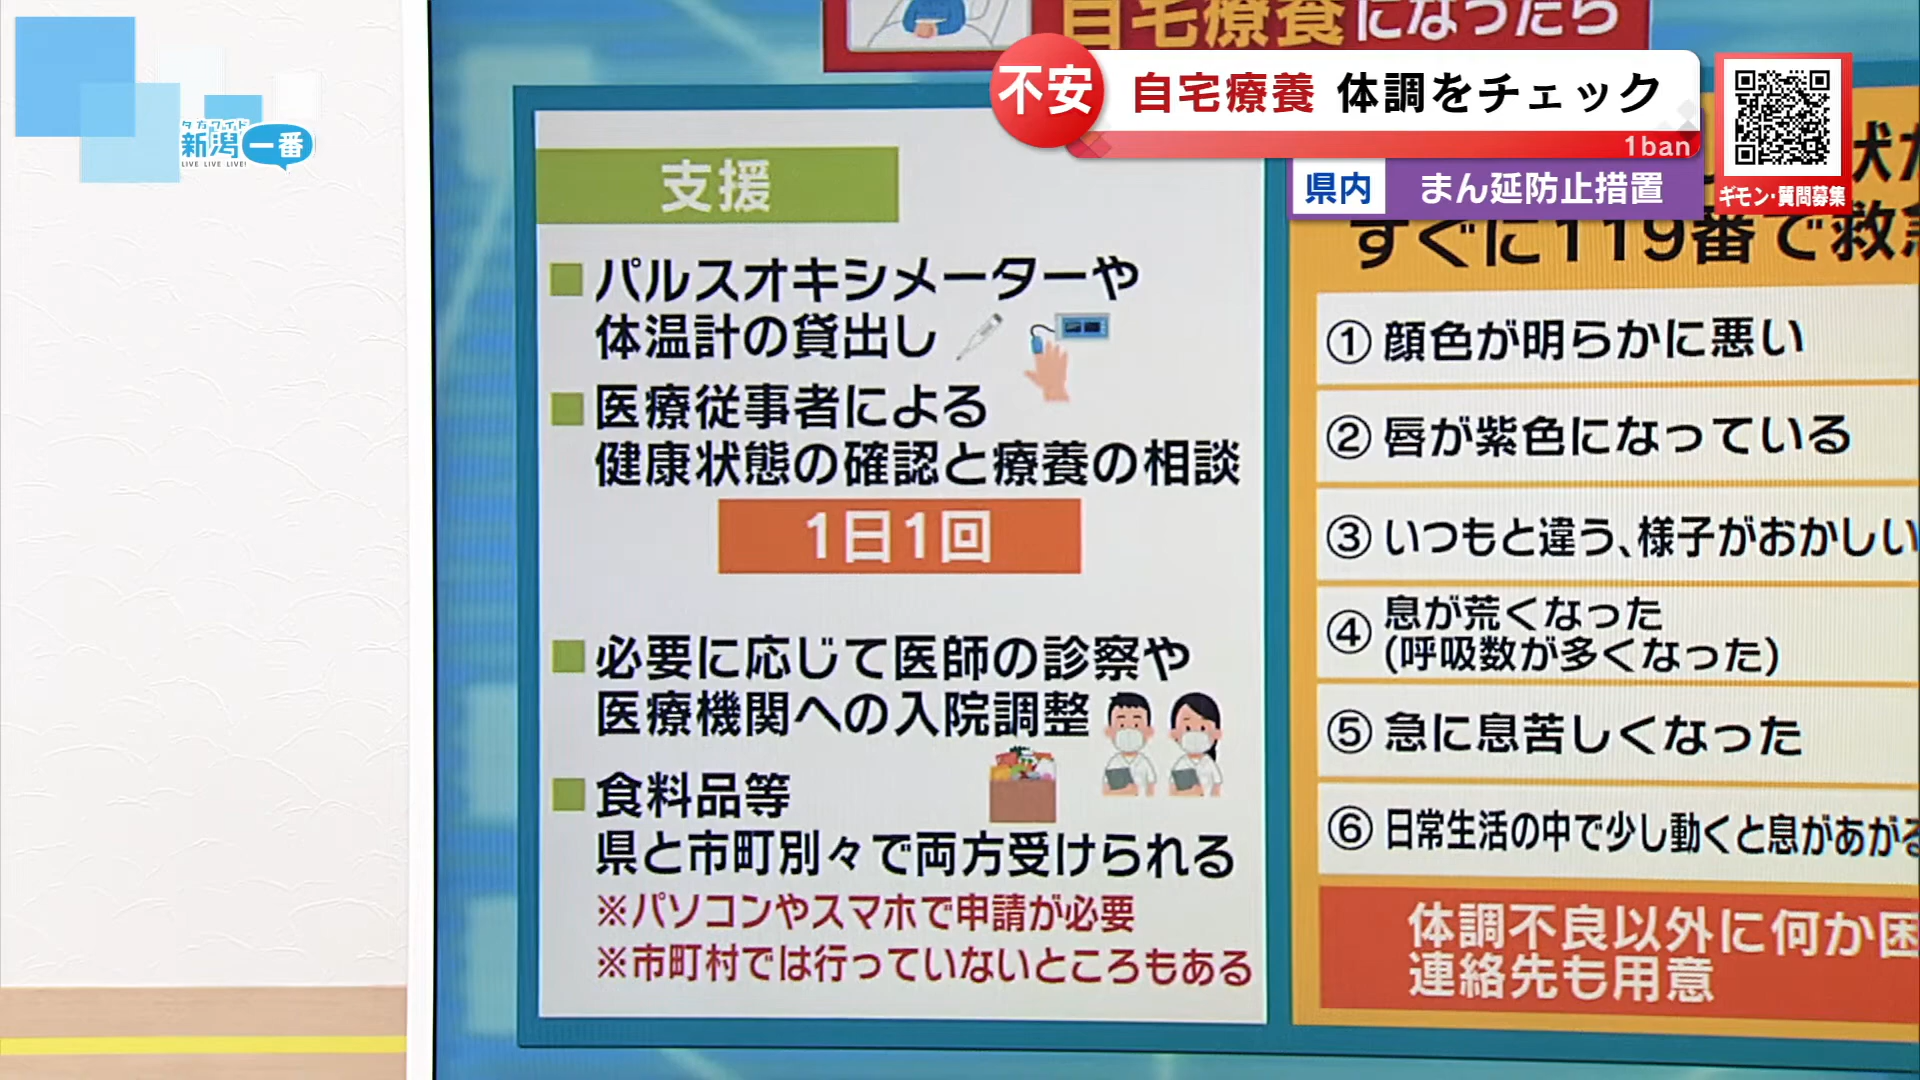 夕方ワイド
新潟一番
LIVE LIVE LIVE!
自宅療養になったら
不安
自宅療養 体調をチェック
1ban
県内 まん延防止措置
ギモン・質問募集
支援
■パルスオキシメーターや
体温計の貸出し
■医療従事者による
健康状態の確認と療養の相談
1日1回
■必要に応じて医師の診察や
医療機関への入院調整
■食料品等
県と市町別々で両方受けられる
※パソコンやスマホで申請が必要
※市町村では行っていないところもある
状
すぐに119番で救急
①顔色が明らかに悪い
②唇が紫色になっている
③いつもと違う、様子がおかしい
④息が荒くなった
(呼吸数が多くなった)
⑤急に息苦しくなった
⑥日常生活の中で少し動くと息があがる
体調不良以外に何か困
連絡先も用意